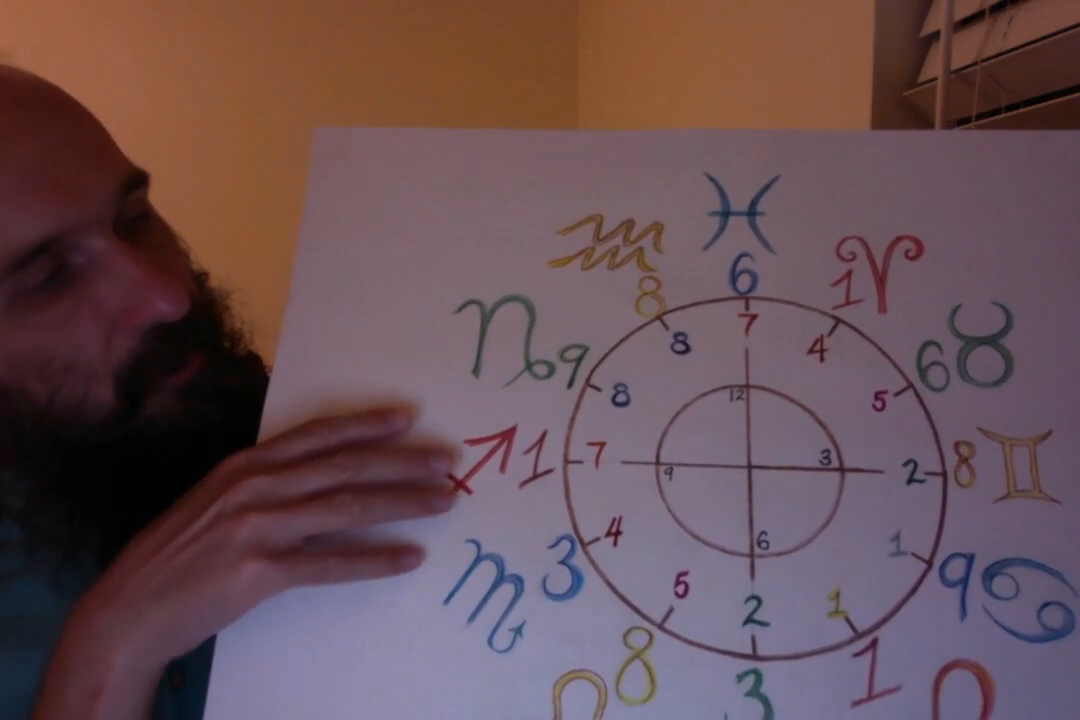 ♓
♒ 6 ♈
8 1
7
♑ 9 8 4 6 ♉
8 5
12
♐ 1 7 3 2 8 ♊
9
4 6 1
♏ 3 9 ♋
5 2 1
8 3 1